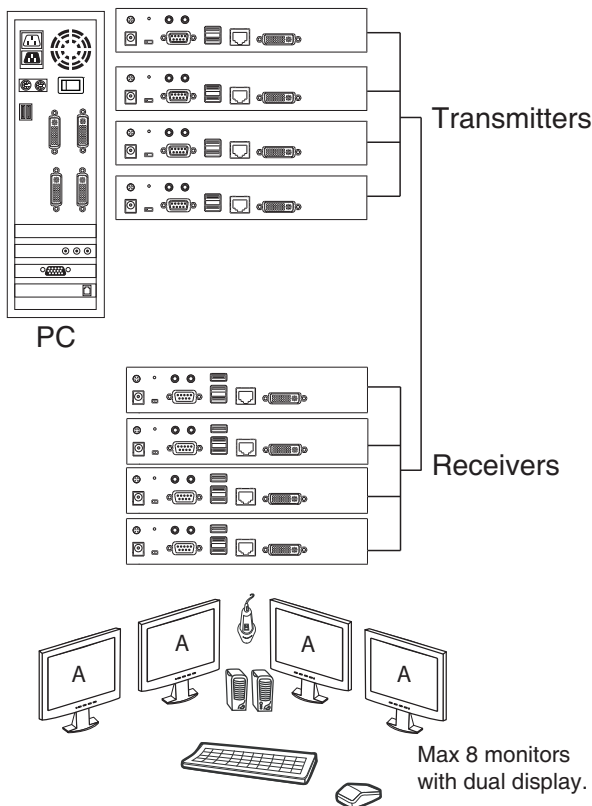 Transmitters
PC
Receivers
A
A
A
A
Max 8 monitors
with dual display.